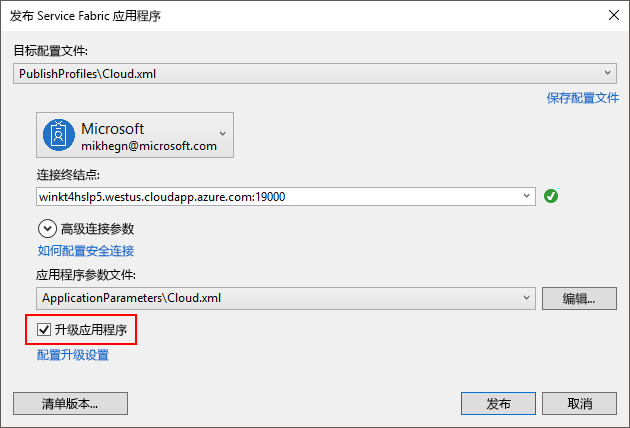 发布 Service Fabric 应用程序
目标配置文件:
PublishProfiles\Cloud.xml
保存配置文件
Microsoft
mikhegn@microsoft.com
连接终结点:
winkt4hslp5.westus.cloudapp.azure.com:19000
高级连接参数
如何配置安全连接
应用程序参数文件:
ApplicationParameters\Cloud.xml
编辑...
升级应用程序
配置升级设置
清单版本...
发布
取消